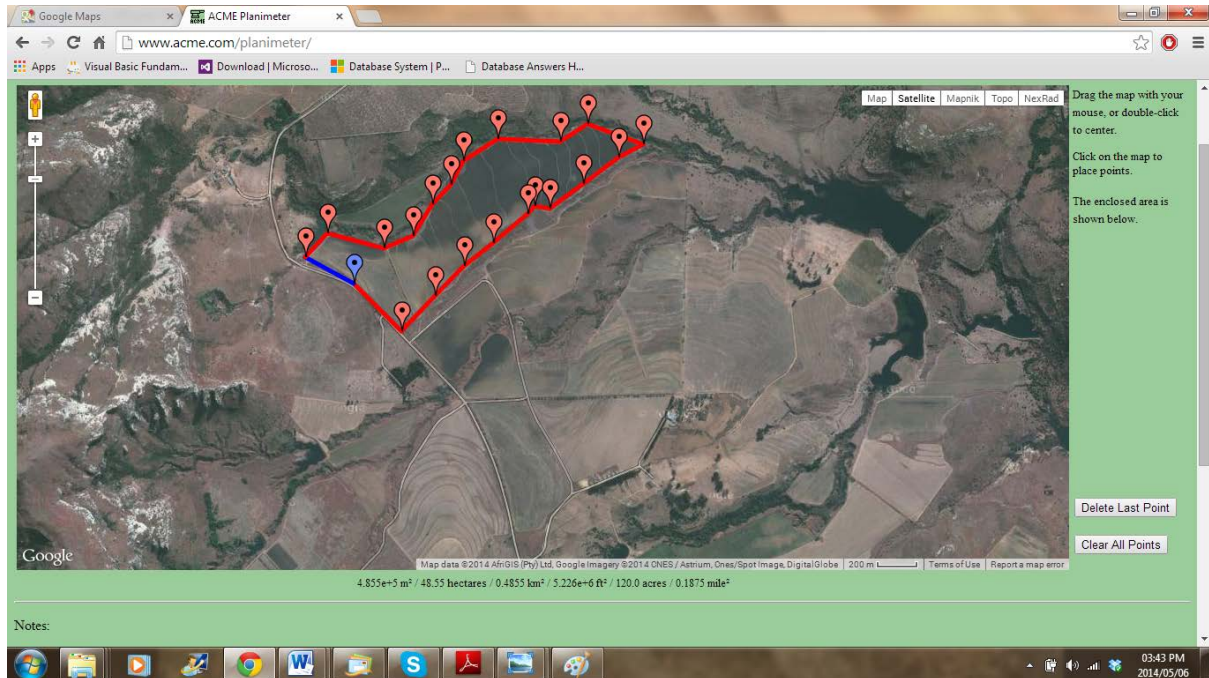 Google Maps
ACME Planimeter
www.acme.com/planimeter/
Apps
Visual Basic Fundam...
Download | Microso...
Database System | P...
Database Answers H...
Map
Satellite
Mapnik
Topo
NexRad
Drag the map with your
mouse, or double-click
to center.
Click on the map to
place points.
The enclosed area is
shown below.
Delete Last Point
Clear All Points
Google
Map data ©2014 AfriGIS (Pty) Ltd, Google Imagery ©2014 CNES / Astrium, Cnes/Spot Image, DigitalGlobe
200 m
Terms of Use
Report a map error
4.855e+5 m² / 48.55 hectares / 0.4855 km² / 5.226e+6 ft² / 120.0 acres / 0.1875 mile²
Notes:
03:43 PM
2014/05/06